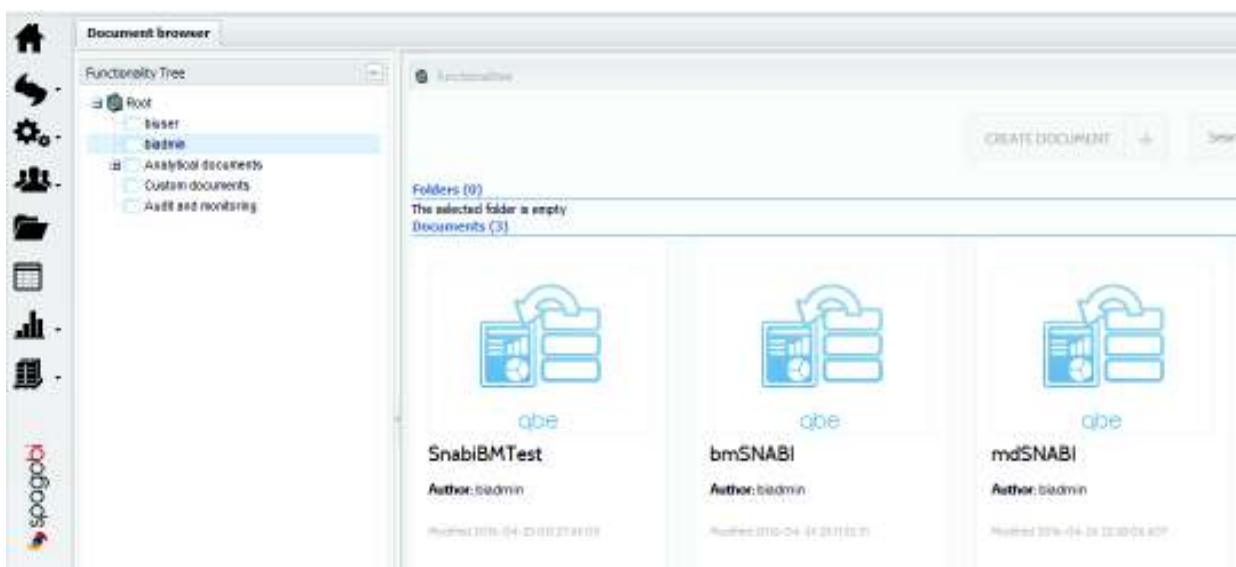 Document browser
Functionality Tree
Functionalities
Root
biuser
biadmin
Analytical documents
Custom documents
Audit and monitoring
CREATE DOCUMENT +
Folders (0)
The selected folder is empty
Documents (3)
qbe
qbe
qbe
SnabiBMTest
bmSNABI
mdSNABI
Author: biadmin
Author: biadmin
Author: biadmin
spagobi